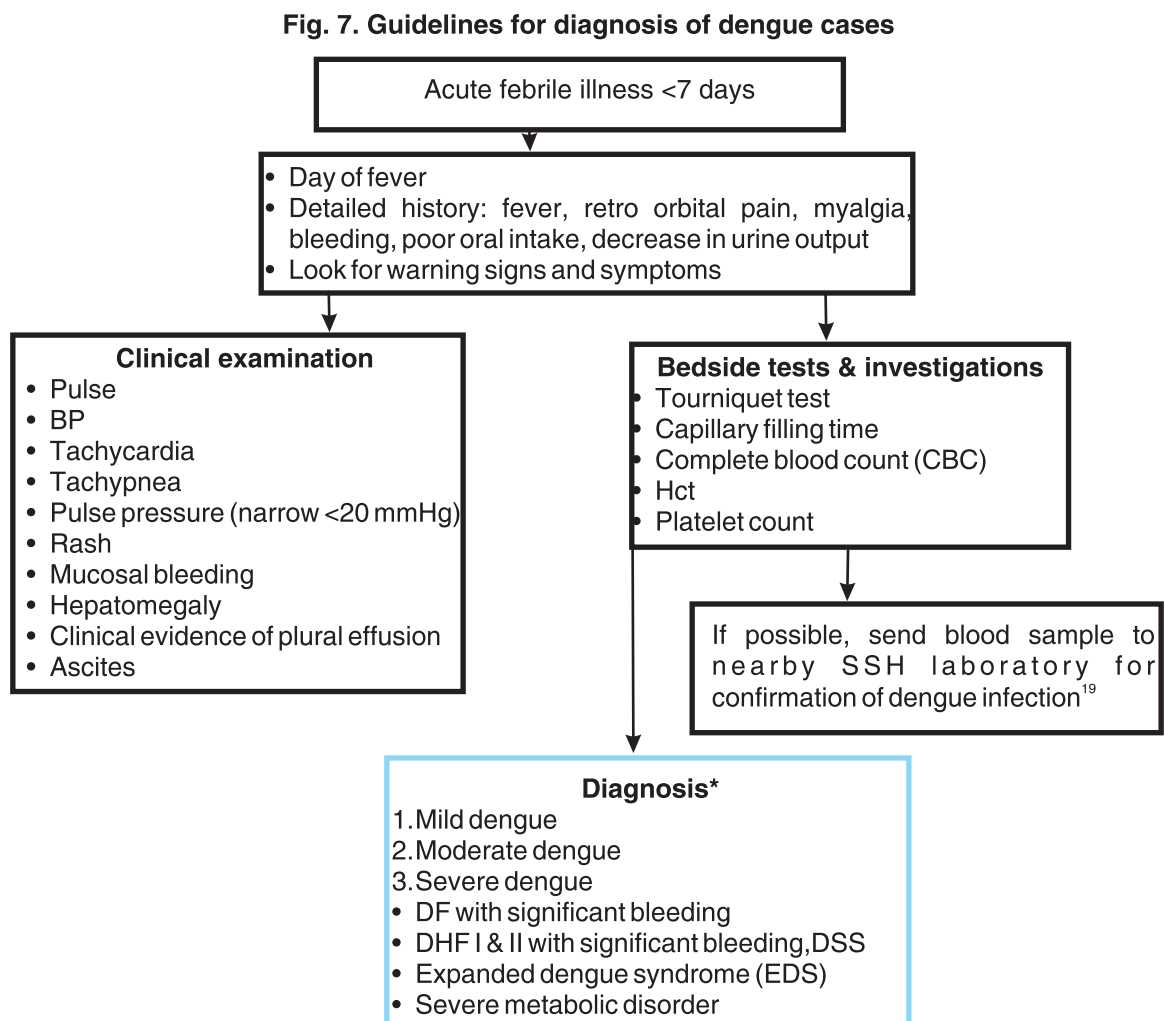 Fig. 7. Guidelines for diagnosis of dengue cases
Acute febrile illness <7 days
• Day of fever
• Detailed history: fever, retro orbital pain, myalgia,
bleeding, poor oral intake, decrease in urine output
• Look for warning signs and symptoms
Clinical examination
• Pulse
• BP
• Tachycardia
• Tachypnea
• Pulse pressure (narrow <20 mmHg)
• Rash
• Mucosal bleeding
• Hepatomegaly
• Clinical evidence of plural effusion
• Ascites
Bedside tests & investigations
• Tourniquet test
• Capillary filling time
• Complete blood count (CBC)
• Hct
• Platelet count
If possible, send blood sample to
nearby SSH laboratory for
confirmation of dengue infection¹⁹
Diagnosis*
1. Mild dengue
2. Moderate dengue
3. Severe dengue
• DF with significant bleeding
• DHF I & II with significant bleeding, DSS
• Expanded dengue syndrome (EDS)
• Severe metabolic disorder